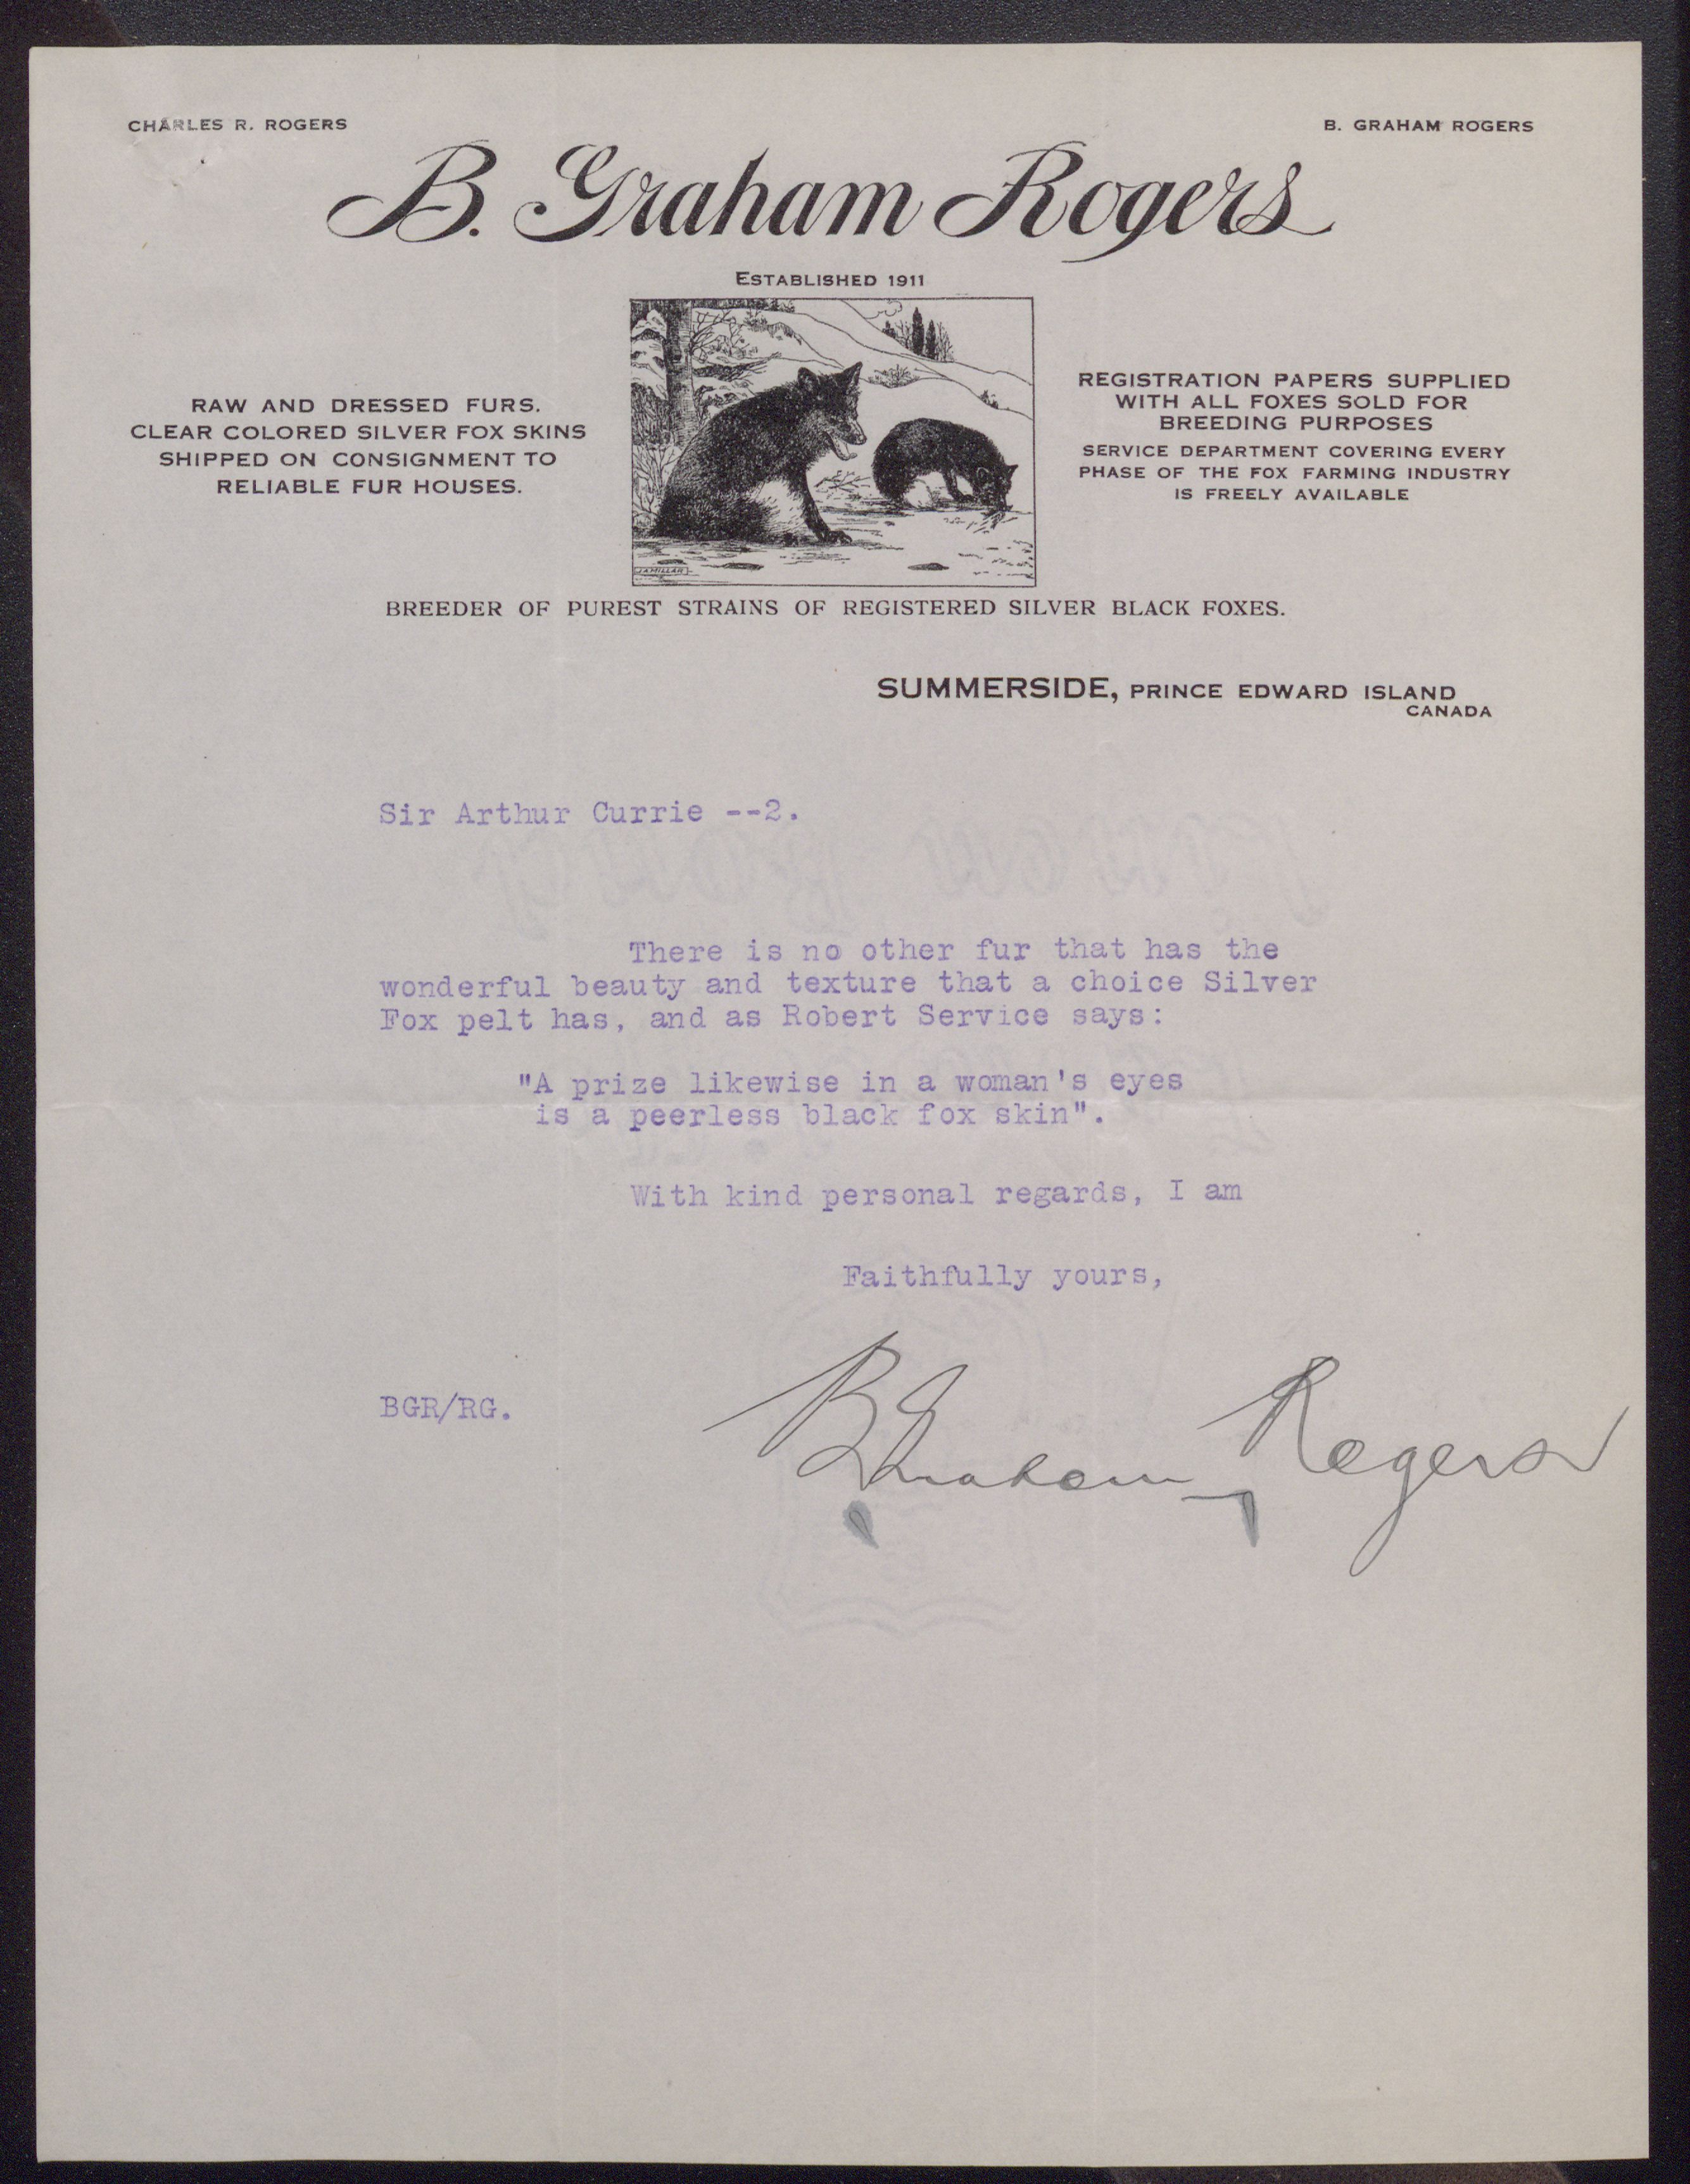 CHARLES R. ROGERS
B. GRAHAM ROGERS
B. Graham Rogers
ESTABLISHED 1911
RAW AND DRESSED FURS.
CLEAR COLORED SILVER FOX SKINS
SHIPPED ON CONSIGNMENT TO
RELIABLE FUR HOUSES.
J.A.MILLAR
REGISTRATION PAPERS SUPPLIED
WITH ALL FOXES SOLD FOR
BREEDING PURPOSES
SERVICE DEPARTMENT COVERING EVERY
PHASE OF THE FOX FARMING INDUSTRY
IS FREELY AVAILABLE
BREEDER OF PUREST STRAINS OF REGISTERED SILVER BLACK FOXES.
SUMMERSIDE, PRINCE EDWARD ISLAND
CANADA
Sir Arthur Currie --2.
There is no other fur that has the
wonderful beauty and texture that a choice Silver
Fox pelt has, and as Robert Service says:
"A prize likewise in a woman's eyes
is a peerless black fox skin".
With kind personal regards, I am
Faithfully yours,
BGR/RG.
B Graham Rogers